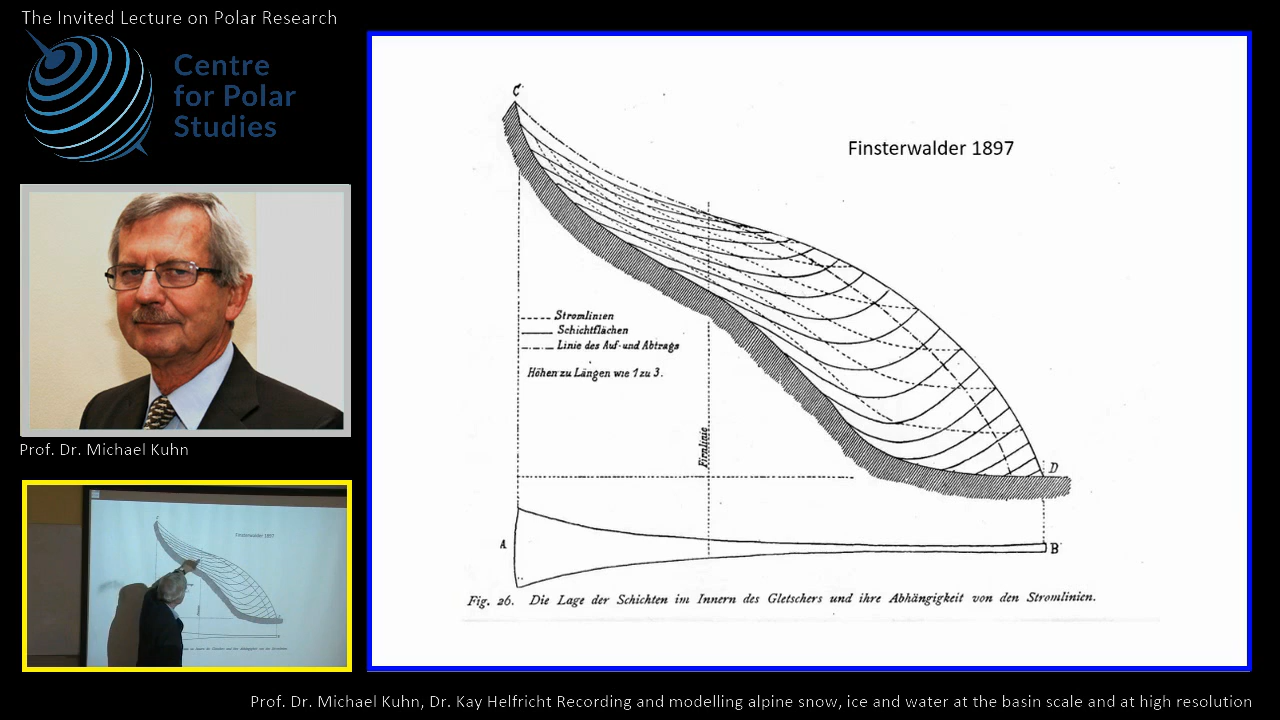 The Invited Lecture on Polar Research
Centre
for Polar
Studies
Prof. Dr. Michael Kuhn
C
Finsterwalder 1897
Stromlinien
Schichtflächen
Linie des Auf- und Abtrags
Höhen zu Längen wie 1 zu 3.
Firnlinie
D
A
B
Fig. 26. Die Lage der Schichten im Innern des Gletschers und ihre Abhängigkeit von den Stromlinien.
Finsterwalder 1897
Prof. Dr. Michael Kuhn, Dr. Kay Helfricht Recording and modelling alpine snow, ice and water at the basin scale and at high resolution